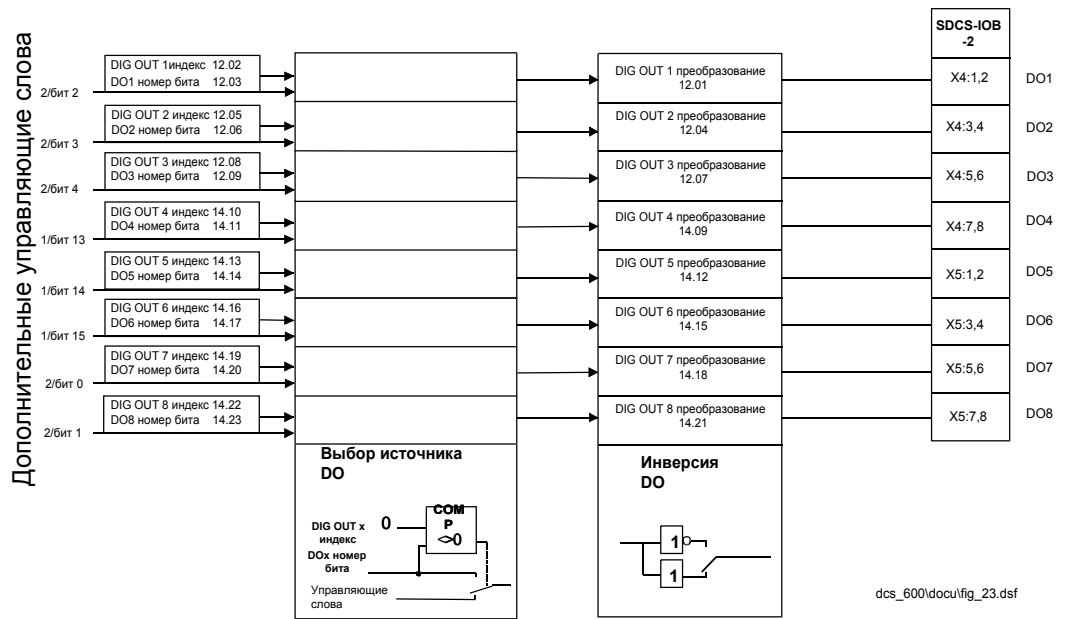 Дополнительные управляющие слова
SDCS-IOB
-2
DIG OUT 1индекс 12.02
DO1 номер бита 12.03
2/бит 2
DIG OUT 1 преобразование
12.01
X4:1,2
DO1
DIG OUT 2 индекс 12.05
DO2 номер бита 12.06
2/бит 3
DIG OUT 2 преобразование
12.04
X4:3,4
DO2
DIG OUT 3 индекс 12.08
DO3 номер бита 12.09
2/бит 4
DIG OUT 3 преобразование
12.07
X4:5,6
DO3
DIG OUT 4 индекс 14.10
DO4 номер бита 14.11
1/бит 13
DIG OUT 4 преобразование
14.09
X4:7,8
DO4
DIG OUT 5 индекс 14.13
DO5 номер бита 14.14
1/бит 14
DIG OUT 5 преобразование
14.12
X5:1,2
DO5
DIG OUT 6 индекс 14.16
DO6 номер бита 14.17
1/бит 15
DIG OUT 6 преобразование
14.15
X5:3,4
DO6
DIG OUT 7 индекс 14.19
DO7 номер бита 14.20
2/бит 0
DIG OUT 7 преобразование
14.18
X5:5,6
DO7
DIG OUT 8 индекс 14.22
DO8 номер бита 14.23
2/бит 1
DIG OUT 8 преобразование
14.21
X5:7,8
DO8
Выбор источника
DO
DIG OUT x
индекс
0
COM
P
<>0
DOx номер
бита
Управляющие
слова
Инверсия
DO
1
1
dcs_600\docu\fig_23.dsf